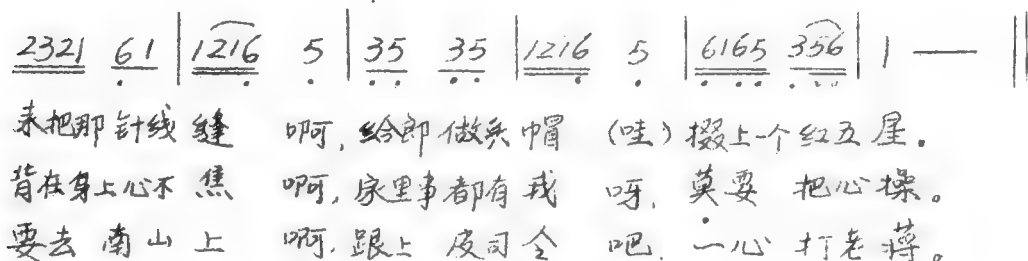 2321 61 | 1216 5 | 35 35 | 1216 5 | 6165 356 | 1 — ‖
来把那针线缝 啊,给郎做头帽 (哇)掇上一个红五星。
背在身上心不焦 啊,家里事都有我 呀,莫要 把心操。
要去南山上 啊,跟上皮司令 吧,一心打老蒋。